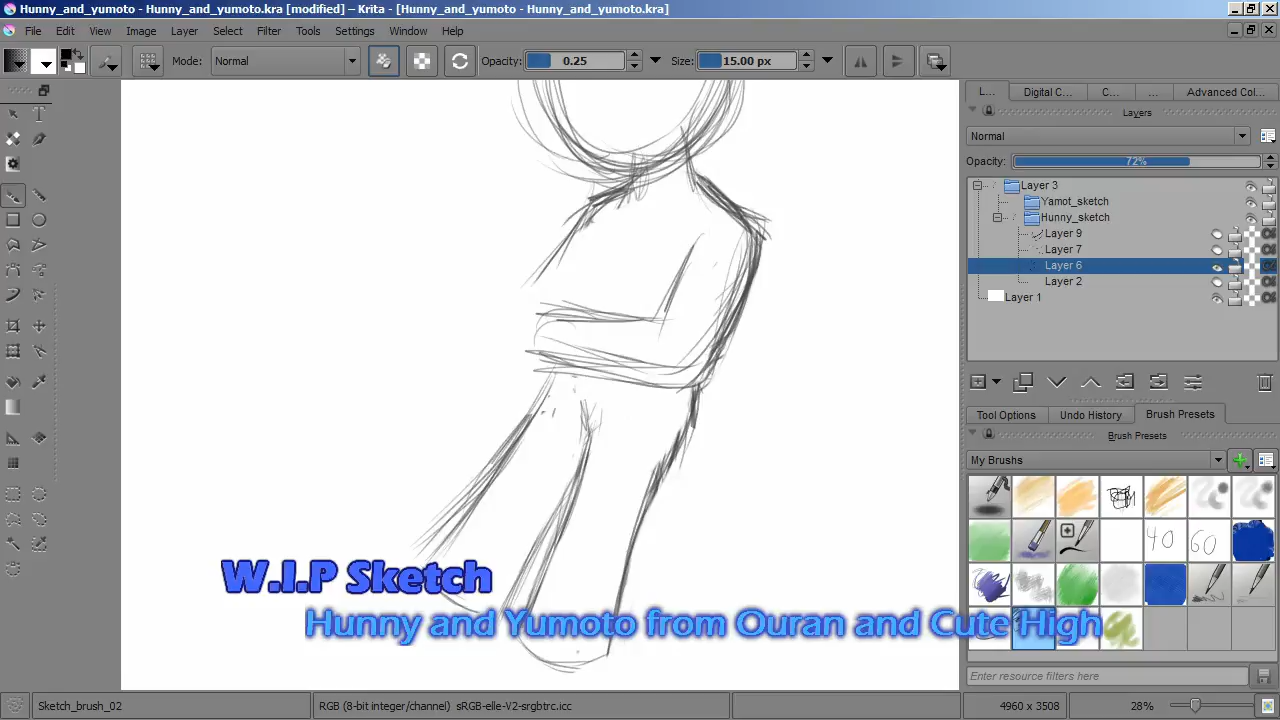 Hunny_and_yumoto - Hunny_and_yumoto.kra [modified] – Krita - [Hunny_and_yumoto - Hunny_and_yumoto.kra]
File Edit View Image Layer Select Filter Tools Settings Window Help
Mode: Normal Opacity: 0.25 Size: 15.00 px
L... Digital C... C... ... Advanced Col...
Layers
Normal
Opacity: 72%
Layer 3
Yamot_sketch
Hunny_sketch
Layer 9
Layer 7
Layer 6
Layer 2
Layer 1
Tool Options Undo History Brush Presets
Brush Presets
My Brushes
40 60
W.I.P Sketch
Hunny and Yumoto from Ouran and Cute High
Enter resource filters here
Sketch_brush_02 RGB (8-bit integer/channel) sRGB-elle-V2-srgbtrc.icc 4960 x 3508 28%